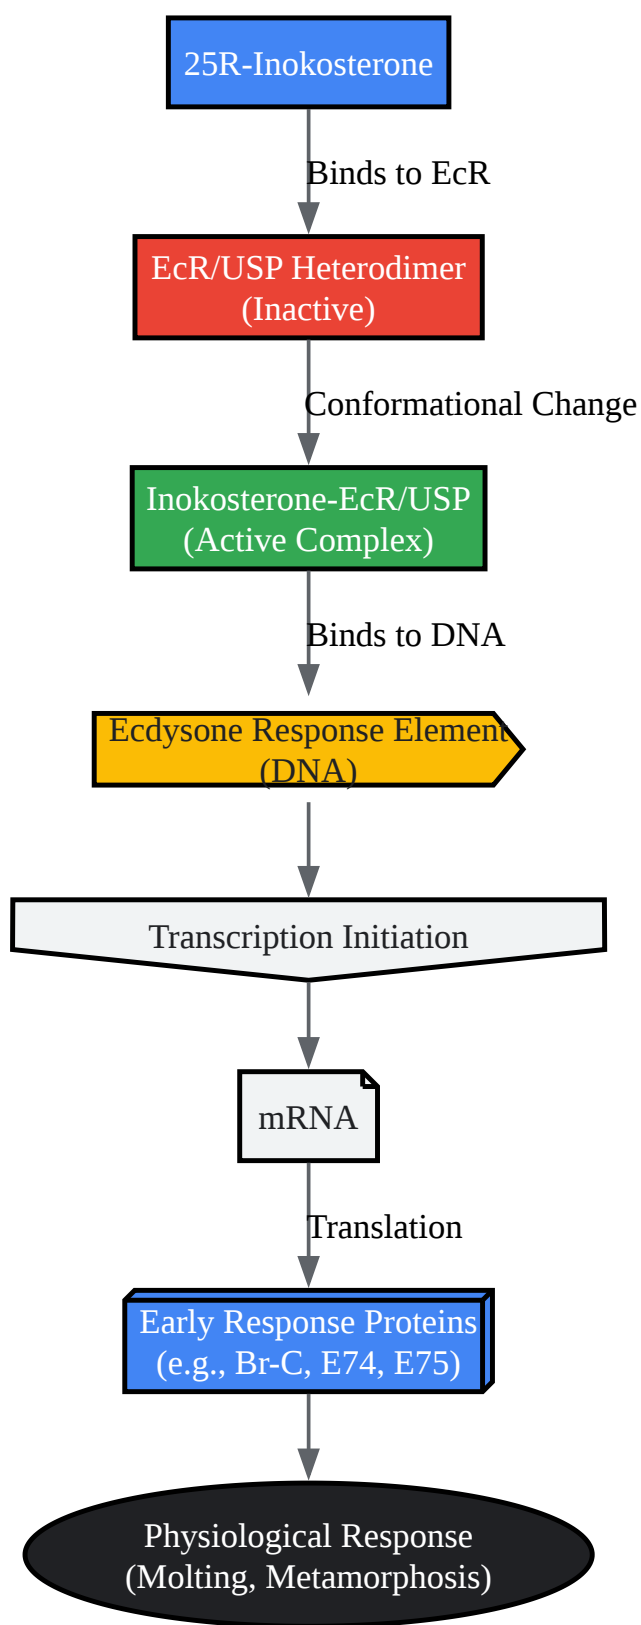 25R-Inokosterone
Binds to EcR
EcR/USP Heterodimer
(Inactive)
Conformational Change
Inokosterone-EcR/USP
(Active Complex)
Binds to DNA
Ecdysone Response Element
(DNA)
Transcription Initiation
mRNA
Translation
Early Response Proteins
(e.g., Br-C, E74, E75)
Physiological Response
(Molting, Metamorphosis)